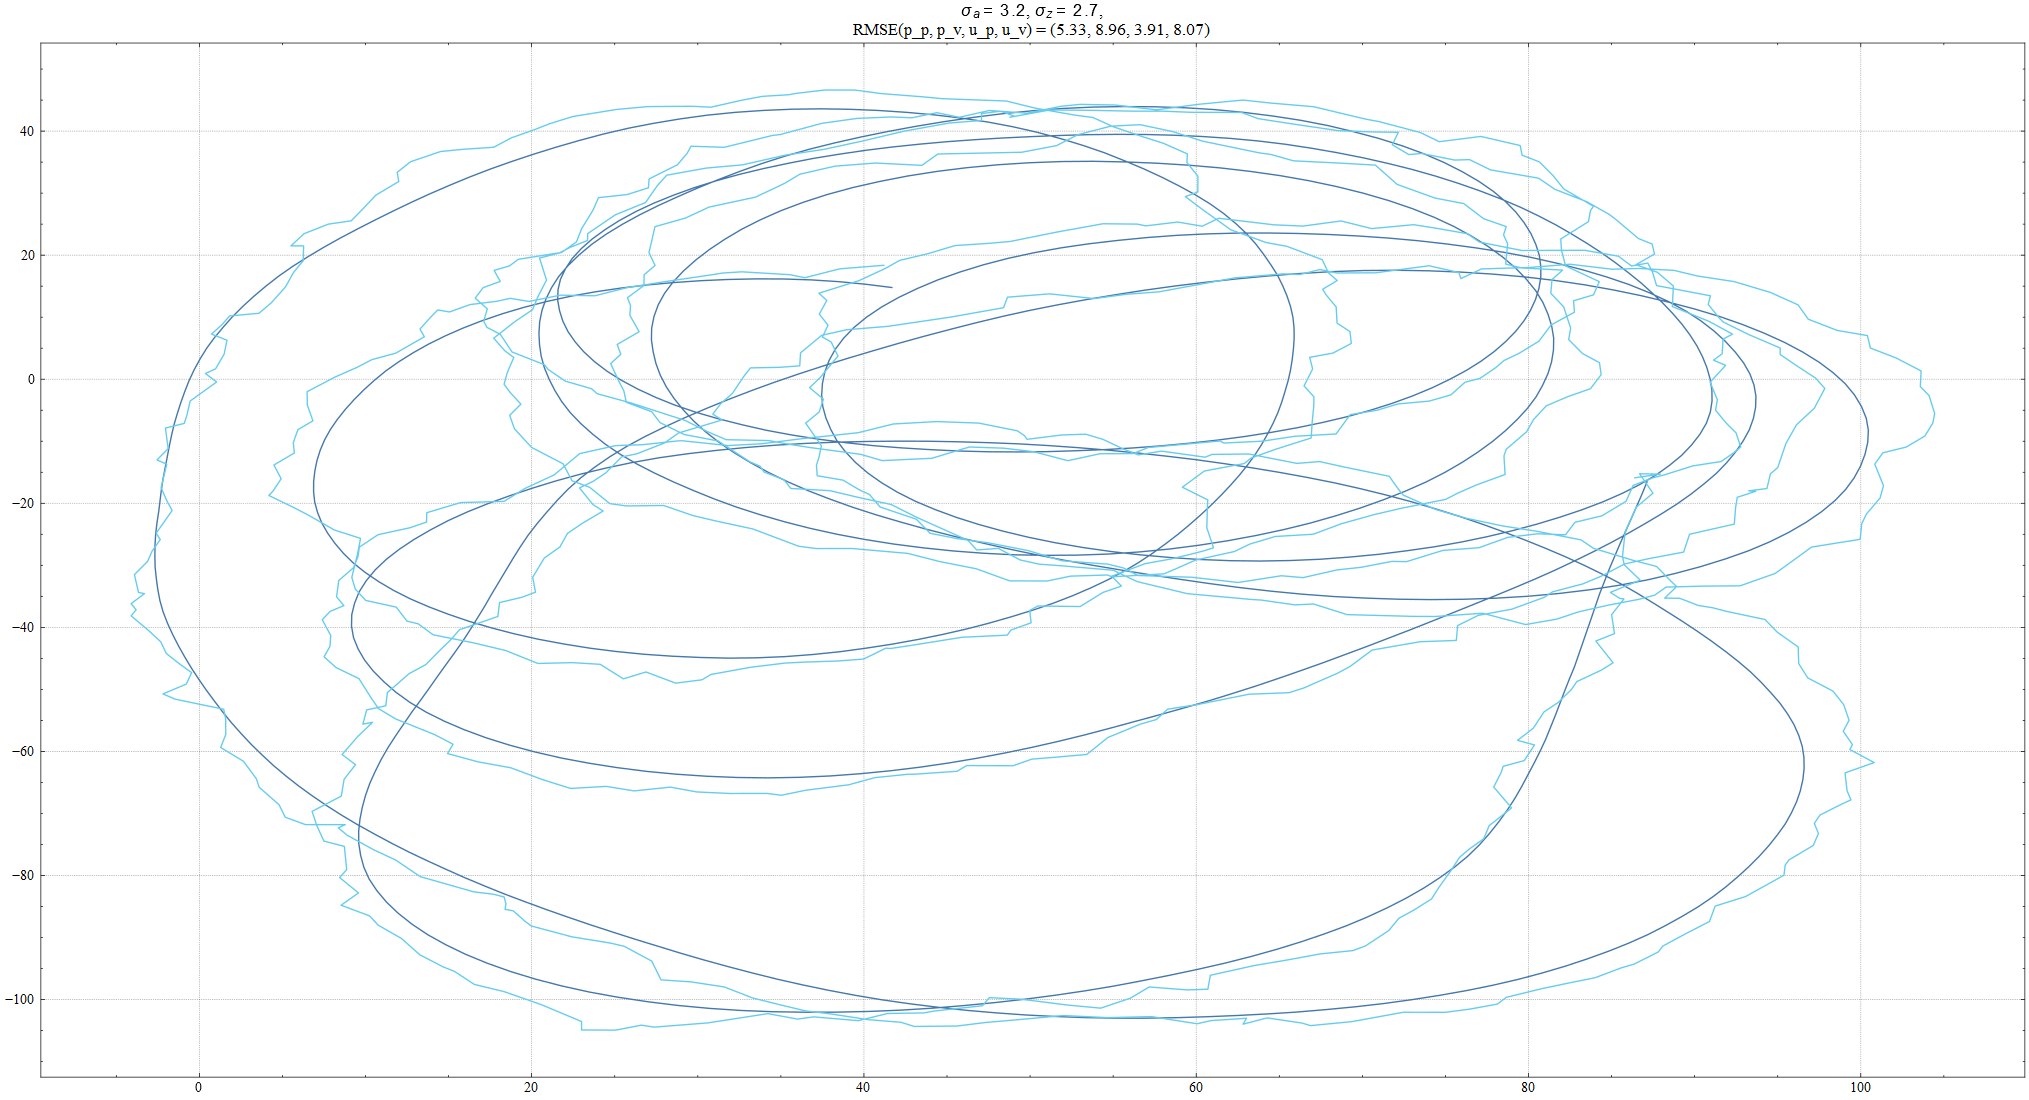 σa = 3.2, σz = 2.7,
RMSE(p_p, p_v, u_p, u_v) = (5.33, 8.96, 3.91, 8.07)
40
20
0
−20
−40
−60
−80
−100
0 20 40 60 80 100